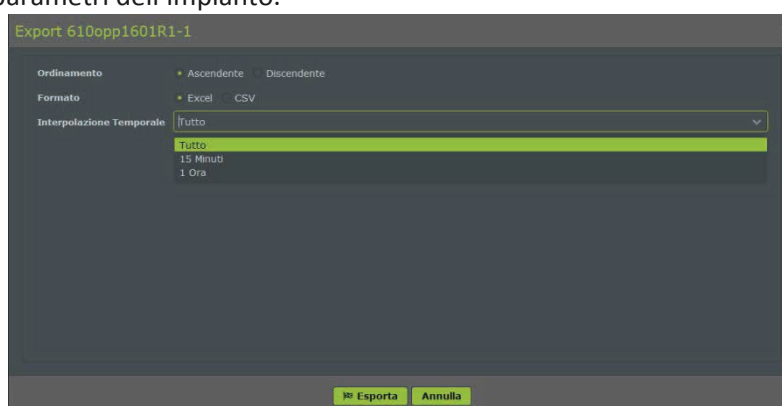 parametri dell'impianto.
Export 610opp1601R1-1
Ordinamento Ascendente Discendente
Formato Excel CSV
Interpolazione Temporale Tutto
Tutto
15 Minuti
1 Ora
Esporta Annulla